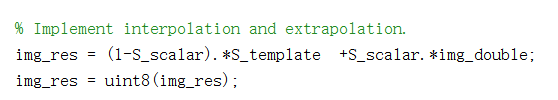 % Implement interpolation and extrapolation.
img_res = (1-S_scalar).*S_template  +S_scalar.*img_double;
img_res = uint8(img_res);